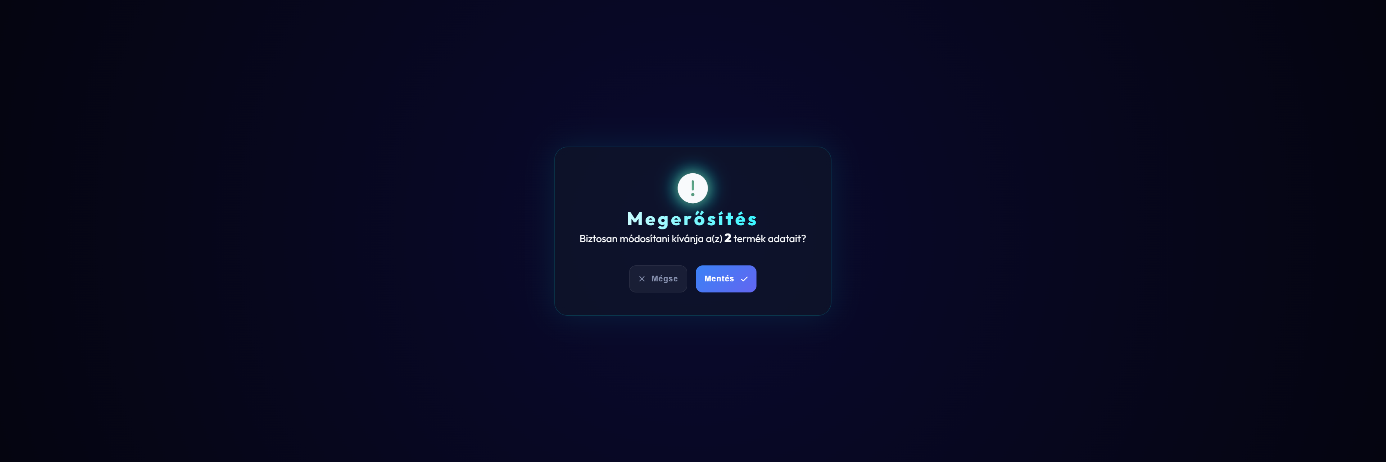 Megerősítés
Biztosan módosítani kívánja a(z) 2 termék adatait?
Mégse
Mentés